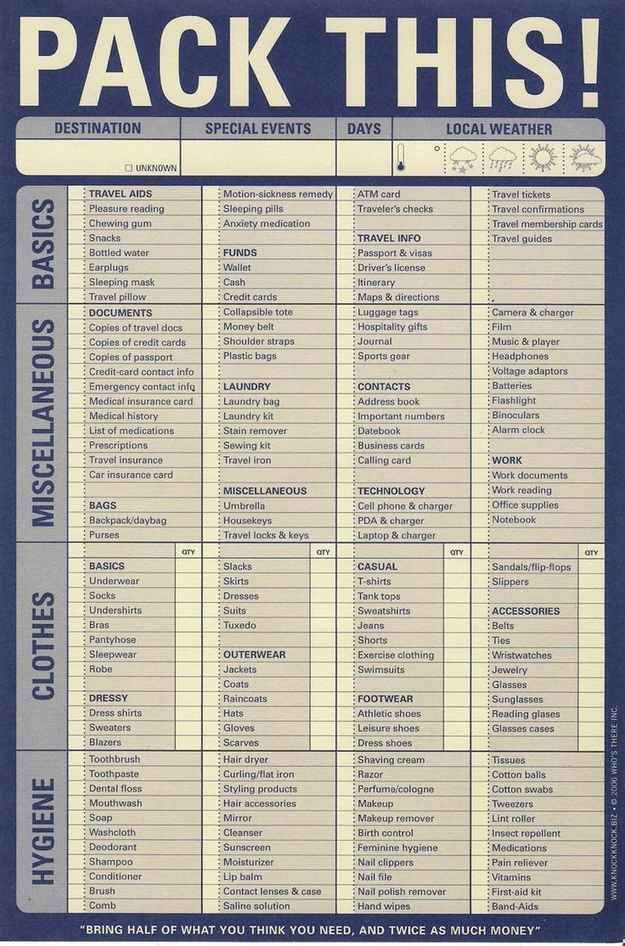 PACK THIS!
DESTINATION
SPECIAL EVENTS
DAYS
LOCAL WEATHER
UNKNOWN
BASICS
TRAVEL AIDS
Pleasure reading
Chewing gum
Snacks
Bottled water
Earplugs
Sleeping mask
Travel pillow
Motion-sickness remedy
Sleeping pills
Anxiety medication
FUNDS
Wallet
Cash
Credit cards
ATM card
Traveler's checks
TRAVEL INFO
Passport & visas
Driver's license
Itinerary
Maps & directions
Travel tickets
Travel confirmations
Travel membership cards
Travel guides
MISCELLANEOUS
DOCUMENTS
Copies of travel docs
Copies of credit cards
Copies of passport
Credit-card contact info
Emergency contact info
Medical insurance card
Medical history
List of medications
Prescriptions
Travel insurance
Car insurance card
BAGS
Backpack/daybag
Purses
Collapsible tote
Money belt
Shoulder straps
Plastic bags
LAUNDRY
Laundry bag
Laundry kit
Stain remover
Sewing kit
Travel iron
MISCELLANEOUS
Umbrella
Housekeys
Travel locks & keys
Luggage tags
Hospitality gifts
Journal
Sports gear
CONTACTS
Address book
Important numbers
Datebook
Business cards
Calling card
TECHNOLOGY
Cell phone & charger
PDA & charger
Laptop & charger
Camera & charger
Film
Music & player
Headphones
Voltage adaptors
Batteries
Flashlight
Binoculars
Alarm clock
WORK
Work documents
Work reading
Office supplies
Notebook
CLOTHES
QTY
QTY
QTY
QTY
BASICS
Underwear
Socks
Undershirts
Bras
Pantyhose
Sleepwear
Robe
DRESSY
Dress shirts
Sweaters
Blazers
Slacks
Skirts
Dresses
Suits
Tuxedo
OUTERWEAR
Jackets
Coats
Raincoats
Hats
Gloves
Scarves
CASUAL
T-shirts
Tank tops
Sweatshirts
Jeans
Shorts
Exercise clothing
Swimsuits
FOOTWEAR
Athletic shoes
Leisure shoes
Dress shoes
Sandals/flip-flops
Slippers
ACCESSORIES
Belts
Ties
Wristwatches
Jewelry
Glasses
Sunglasses
Reading glases
Glasses cases
HYGIENE
Toothbrush
Toothpaste
Dental floss
Mouthwash
Soap
Washcloth
Deodorant
Shampoo
Conditioner
Brush
Comb
Hair dryer
Curling/flat iron
Styling products
Hair accessories
Mirror
Cleanser
Sunscreen
Moisturizer
Lip balm
Contact lenses & case
Saline solution
Shaving cream
Razor
Perfume/cologne
Makeup
Makeup remover
Birth control
Feminine hygiene
Nail clippers
Nail file
Nail polish remover
Hand wipes
Tissues
Cotton balls
Cotton swabs
Tweezers
Lint roller
Insect repellent
Medications
Pain reliever
Vitamins
First-aid kit
Band-Aids
WWW.KNOCKKNOCK.BIZ • © 2006 WHO'S THERE INC.
"BRING HALF OF WHAT YOU THINK YOU NEED, AND TWICE AS MUCH MONEY"